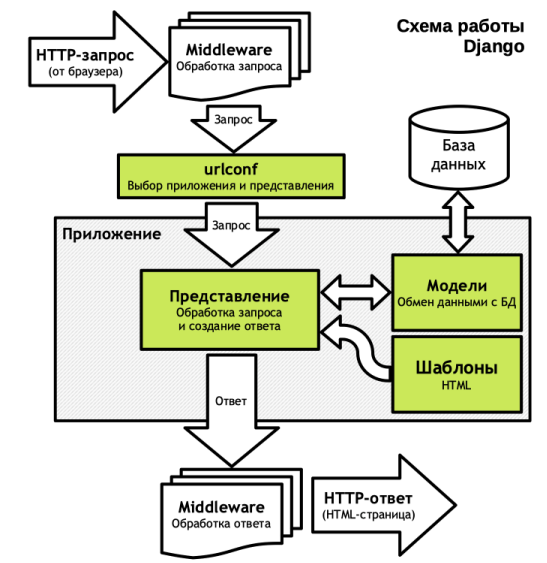 Схема работы
Django
HTTP-запрос
(от браузера)
Middleware
Обработка запроса
Запрос
urlconf
Выбор приложения и представления
База
данных
Запрос
Приложение
Представление
Обработка запроса
и создание ответа
Модели
Обмен данными с БД
Шаблоны
HTML
ответ
Middleware
Обработка ответа
HTTP-ответ
(HTML-страница)